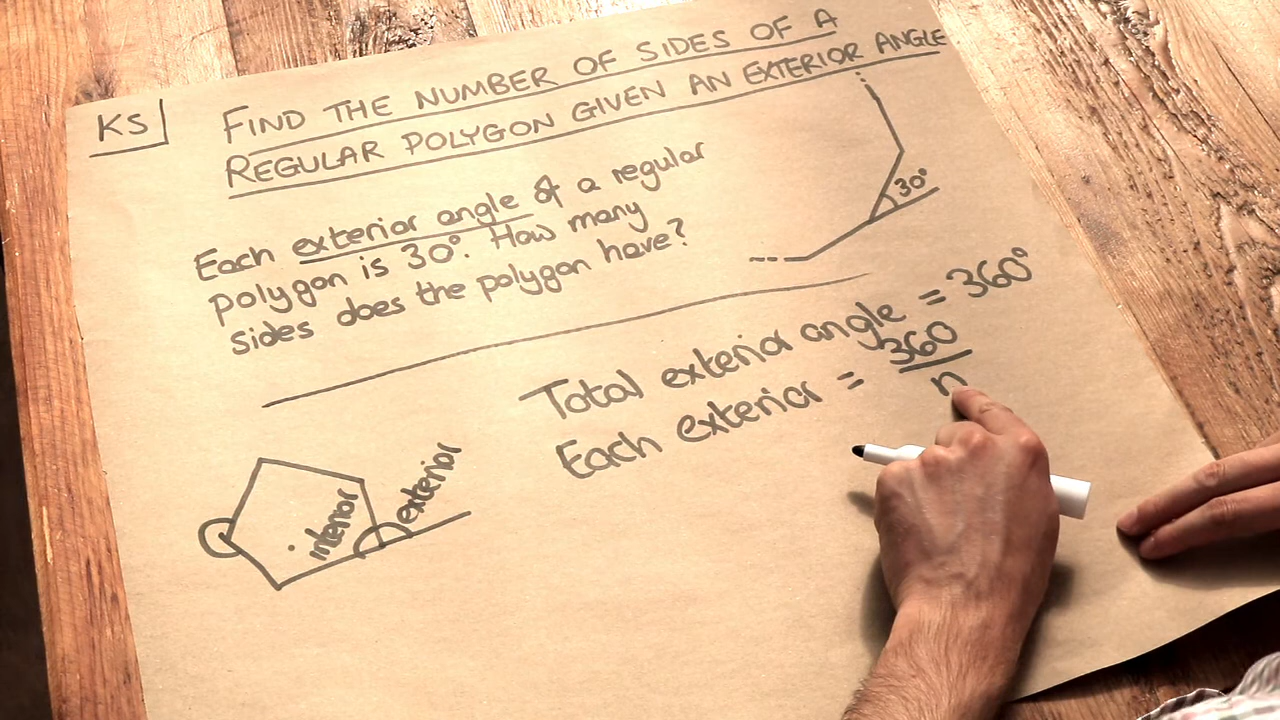 KS
FIND THE NUMBER OF SIDES OF A
REGULAR POLYGON GIVEN AN EXTERIOR ANGLE
Each exterior angle of a regular
polygon is 30°. How many
sides does the polygon have?
30°
Total exterior angle = 360°
Each exterior = 360/n
interior
exterior